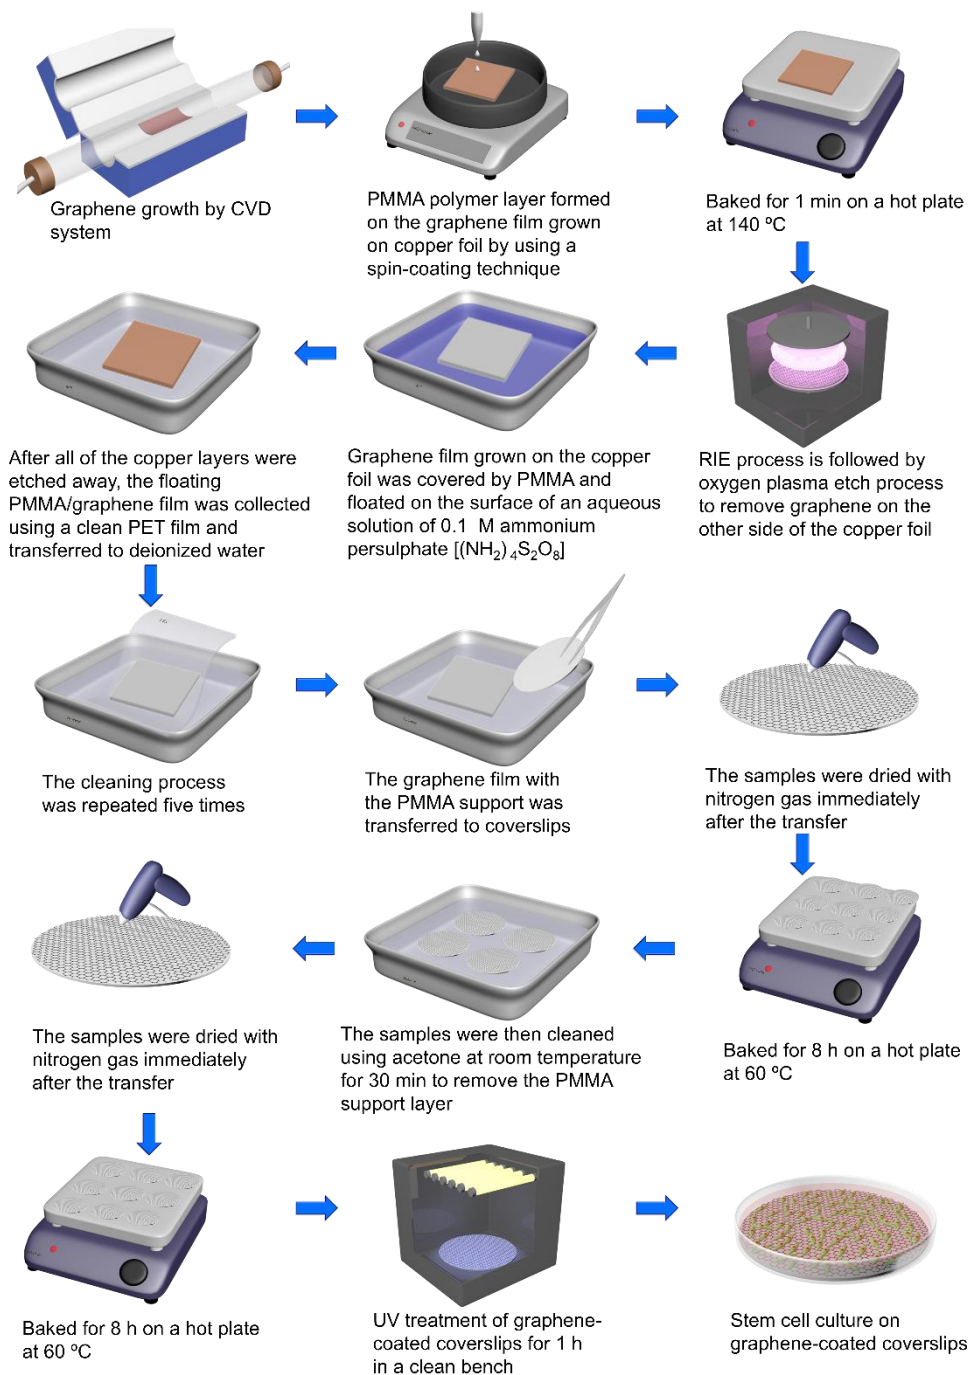 Graphene growth by CVD
system
PMMA polymer layer formed
on the graphene film grown
on copper foil by using a
spin-coating technique
Baked for 1 min on a hot plate
at 140 ºC
RIE process is followed by
oxygen plasma etch process
to remove graphene on the
other side of the copper foil
Graphene film grown on the copper
foil was covered by PMMA and
floated on the surface of an aqueous
solution of 0.1 M ammonium
persulphate [(NH₂)₄S₂O₈]
After all of the copper layers were
etched away, the floating
PMMA/graphene film was collected
using a clean PET film and
transferred to deionized water
The cleaning process
was repeated five times
The graphene film with
the PMMA support was
transferred to coverslips
The samples were dried with
nitrogen gas immediately
after the transfer
Baked for 8 h on a hot plate
at 60 ºC
The samples were then cleaned
using acetone at room temperature
for 30 min to remove the PMMA
support layer
The samples were dried with
nitrogen gas immediately
after the transfer
Baked for 8 h on a hot plate
at 60 ºC
UV treatment of graphene-
coated coverslips for 1 h
in a clean bench
Stem cell culture on
graphene-coated coverslips